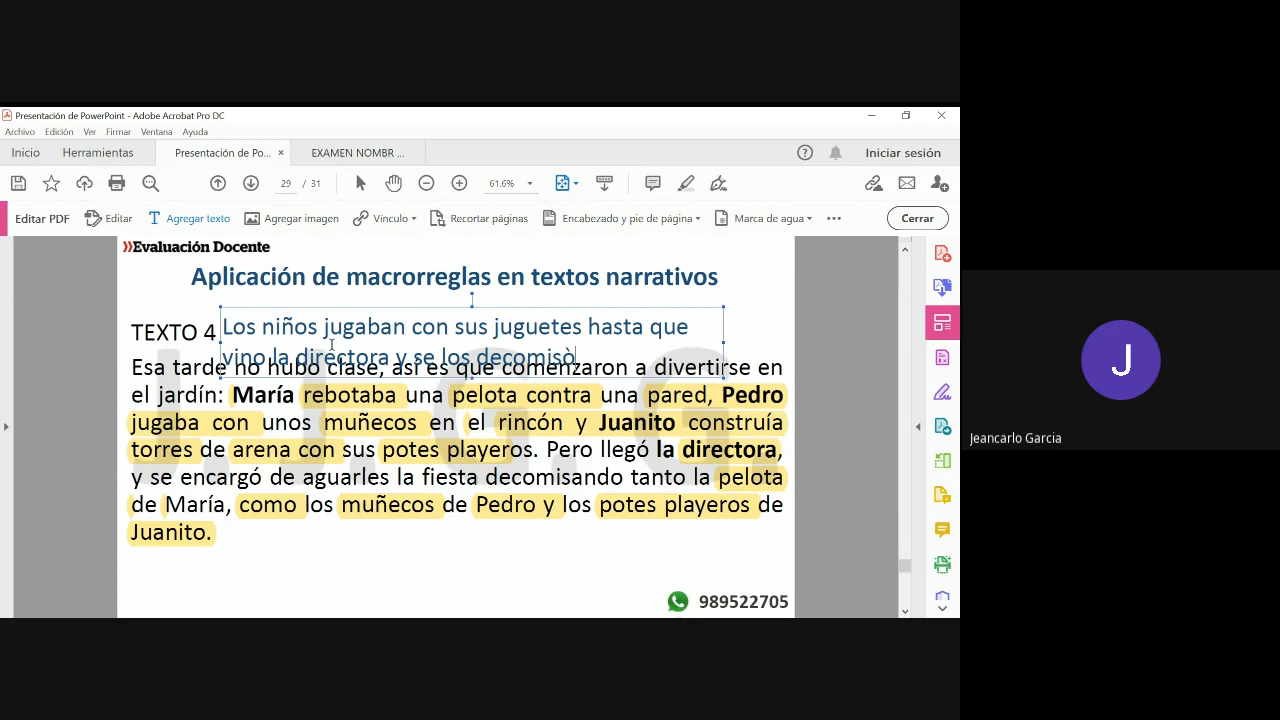 Presentación de PowerPoint - Adobe Acrobat Pro DC
Archivo Edición Ver Firmar Ventana Ayuda
Inicio Herramientas Presentación de Po... × EXAMEN NOMBR ... Iniciar sesión
29 / 31 61.6%
Editar PDF Editar Agregar texto Agregar imagen Vínculo Recortar páginas Encabezado y pie de página Marca de agua Cerrar
»Evaluación Docente
Aplicación de macrorreglas en textos narrativos
Los niños jugaban con sus juguetes hasta que
TEXTO 4
vino la directora y se los decomisò
Esa tarde no hubo clase, así es que comenzaron a divertirse en
el jardín: María rebotaba una pelota contra una pared, Pedro
jugaba con unos muñecos en el rincón y Juanito construía
torres de arena con sus potes playeros. Pero llegó la directora,
y se encargó de aguarles la fiesta decomisando tanto la pelota
de María, como los muñecos de Pedro y los potes playeros de
Juanito.
989522705
J
Jeancarlo Garcia